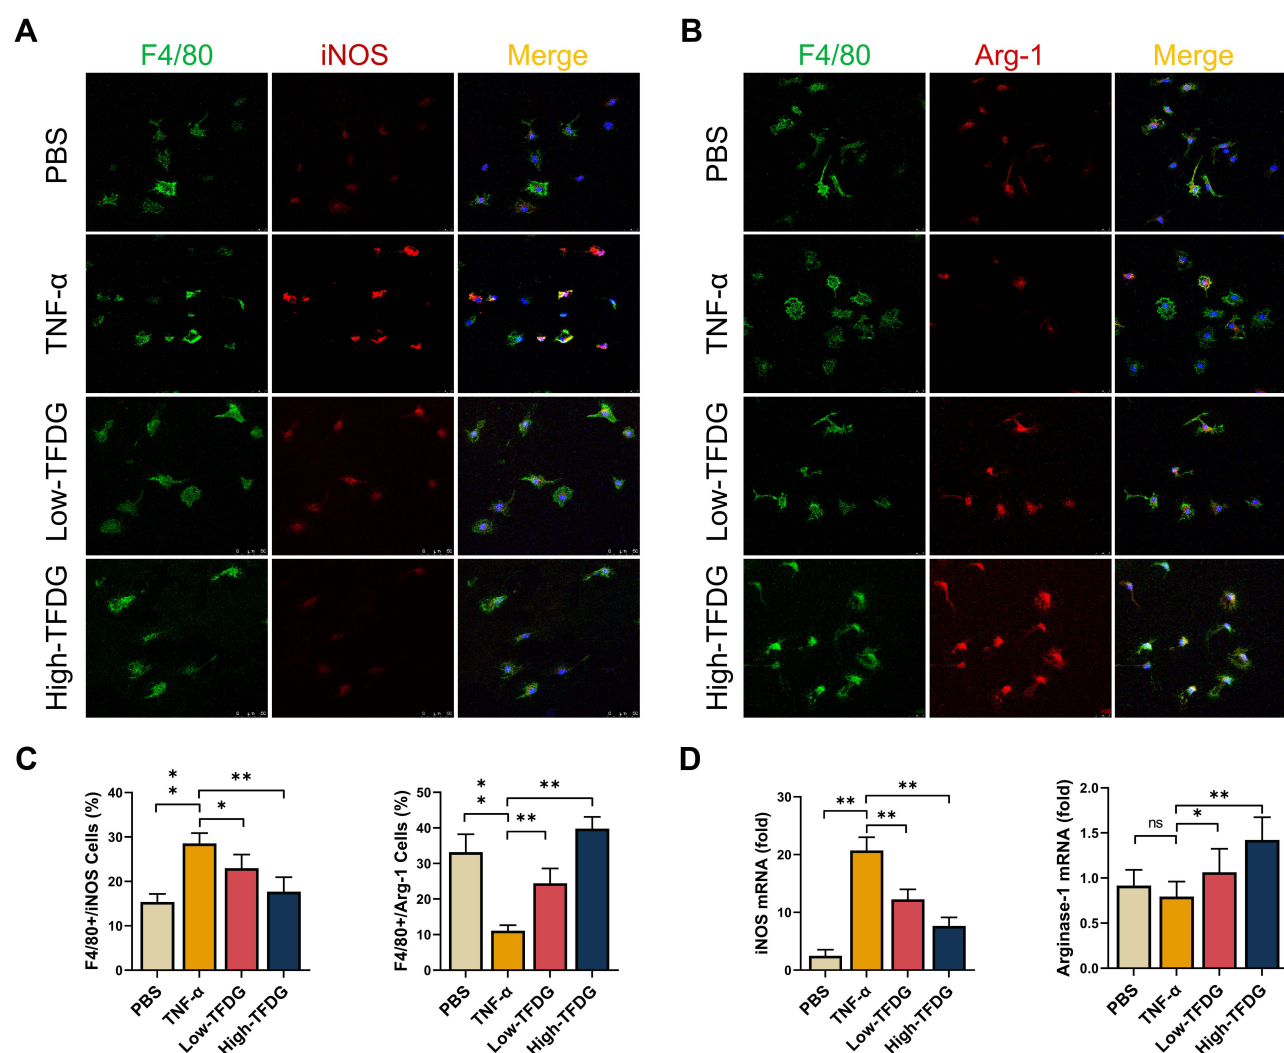 A
F4/80 iNOS Merge
PBS
TNF-α
Low-TFDG
High-TFDG
B
F4/80 Arg-1 Merge
PBS
TNF-α
Low-TFDG
High-TFDG
C
F4/80+/iNOS Cells (%)
40
30
20
10
0
*
*
**
*
PBS
TNF-α
Low-TFDG
High-TFDG
F4/80+/Arg-1 Cells (%)
50
40
30
20
10
0
*
*
**
**
PBS
TNF-α
Low-TFDG
High-TFDG
D
iNOS mRNA (fold)
30
20
10
0
**
**
**
PBS
TNF-α
Low-TFDG
High-TFDG
Arginase-1 mRNA (fold)
2.0
1.5
1.0
0.5
0.0
**
ns
*
PBS
TNF-α
Low-TFDG
High-TFDG